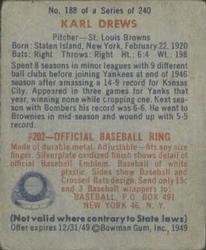 No. 188 of a Series of 240
KARL DREWS
Pitcher—St. Louis Browns
Born: Staten Island, New York, February 22, 1920
Bats: Right Throws: Right Ht.: 6:4 Wt.: 198
Spent 8 seasons in minor leagues with 9
ball clubs before joining Yankees at end of 1946
season after amassing a 14-9 record for Kansas
City. Appeared in three games for Yanks that
year, winning none while copping one. Next sea-
son with Bombers his record was 6-6. He went to
Brownies in mid-season and wound up with 5-5
record.
#202—OFFICIAL BASEBALL RING
Made of durable metal. Adjustable—fits any
size finger. Silverplate oxidized finish shows detail of
official Baseball Emblem. Baseball of white
plastic. Sides show Baseball and
Crossed Bats design. Send only 15¢
and 3 Baseball wrappers to
BASEBALL, P.O. BOX 491
NEW YORK 46, N. Y.
(Not valid where contrary to State laws)
Offer expires 12/31/49 © Bowman Gum, Inc., 1949